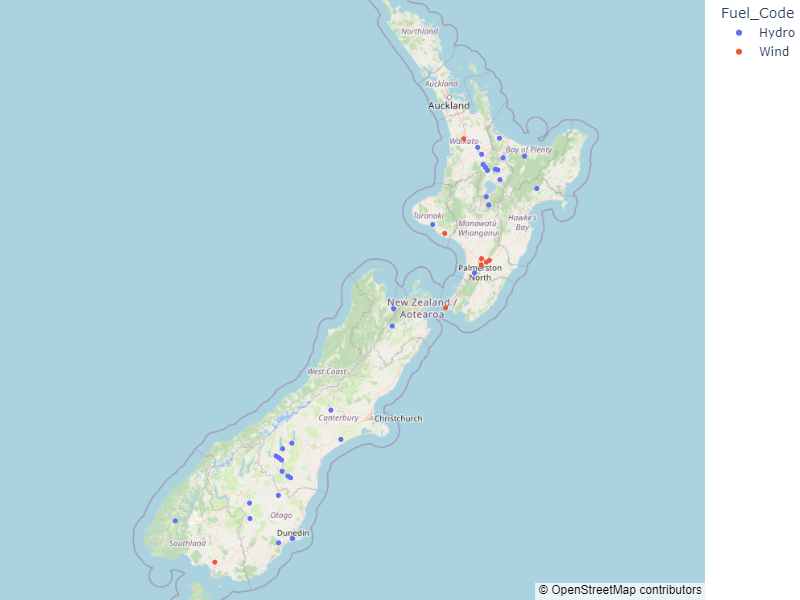 Fuel_Code
Hydro
Wind
Northland
Auckland
Auckland
Waikato
Bay of Plenty
Taranaki
Hawke's
Bay
Manawatū-
Whanganui
Palmerston
North
New Zealand /
Aotearoa
West Coast
Canterbury
Christchurch
Otago
Dunedin
Southland
© OpenStreetMap contributors